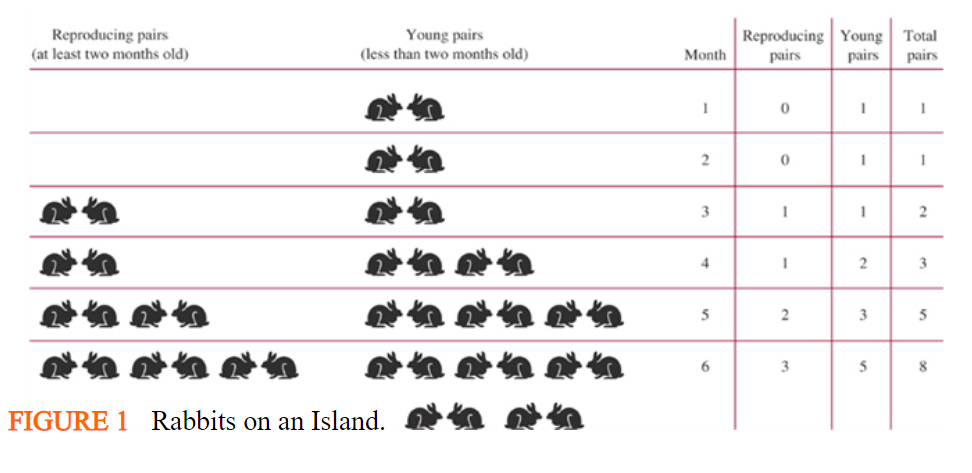 Reproducing pairs
(at least two months old)
Young pairs
(less than two months old)
Month
Reproducing pairs
Young pairs
Total pairs
1 0 1 1
2 0 1 1
3 1 1 2
4 1 2 3
5 2 3 5
6 3 5 8
FIGURE 1 Rabbits on an Island.